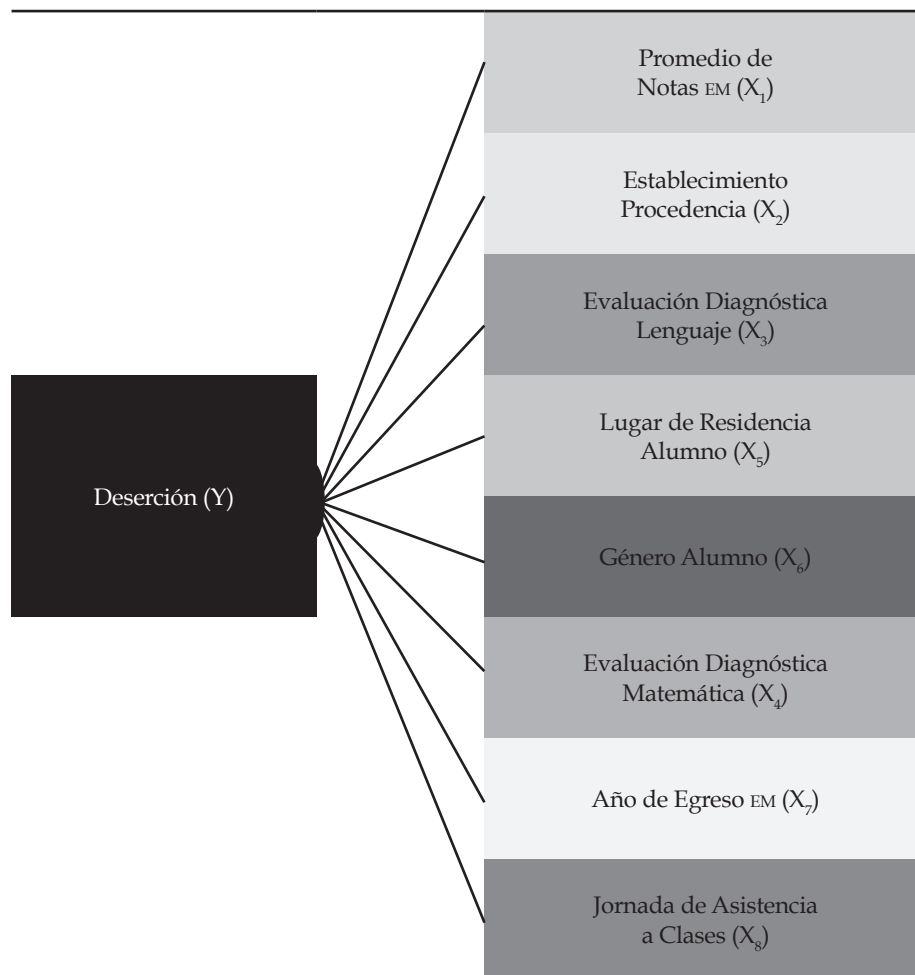 Promedio de
Notas EM (X₁)
Establecimiento
Procedencia (X₂)
Evaluación Diagnóstica
Lenguaje (X₃)
Lugar de Residencia
Alumno (X₅)
Deserción (Y)
Género Alumno (X₆)
Evaluación Diagnóstica
Matemática (X₄)
Año de Egreso EM (X₇)
Jornada de Asistencia
a Clases (X₈)